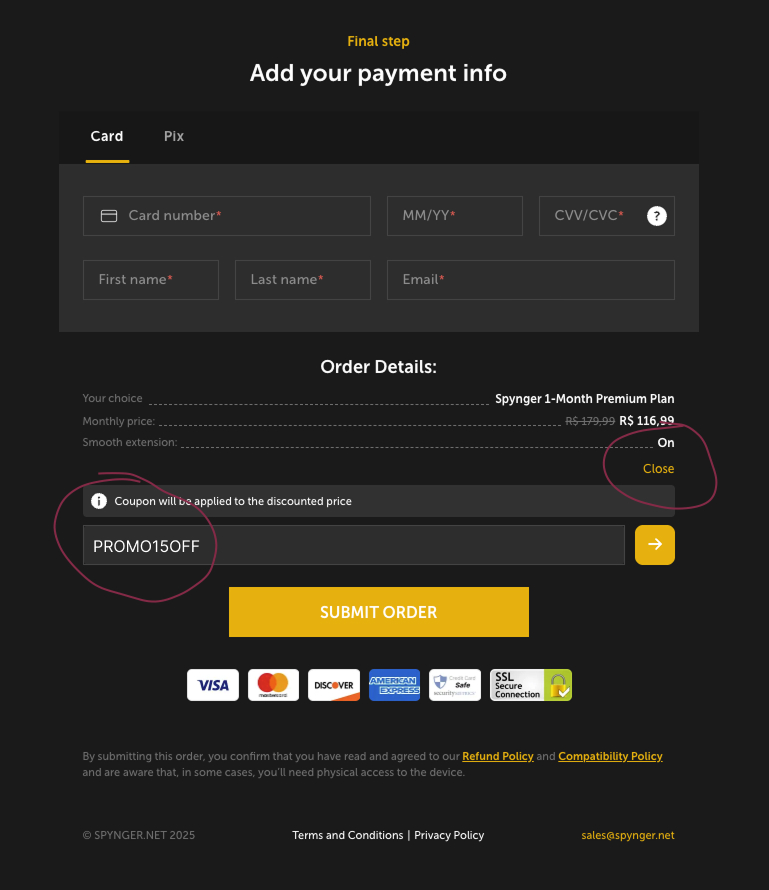 Final step
Add your payment info
Card Pix
Card number* MM/YY* CVV/CVC* ?
First name* Last name* Email*
Order Details:
Your choice Spynger 1-Month Premium Plan
Monthly price: R$ 179,99 R$ 116,99
Smooth extension: On
Close
Coupon will be applied to the discounted price
PROMO15OFF
SUBMIT ORDER
VISA mastercard DISCOVER AMERICAN EXPRESS Credit Card Safe SSL Secure Connection
By submitting this order, you confirm that you have read and agreed to our Refund Policy and Compatibility Policy
and are aware that, in some cases, you'll need physical access to the device.
© SPYNGER.NET 2025 Terms and Conditions | Privacy Policy sales@spynger.net